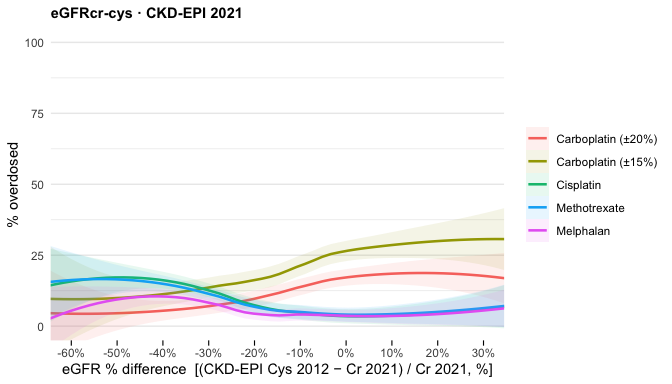 eGFRcr-cys · CKD-EPI 2021
100
75
50
25
0
% overdosed
-60% -50% -40% -30% -20% -10% 0% 10% 20% 30%
eGFR % difference [(CKD-EPI Cys 2012 − Cr 2021) / Cr 2021, %]
Carboplatin (±20%)
Carboplatin (±15%)
Cisplatin
Methotrexate
Melphalan